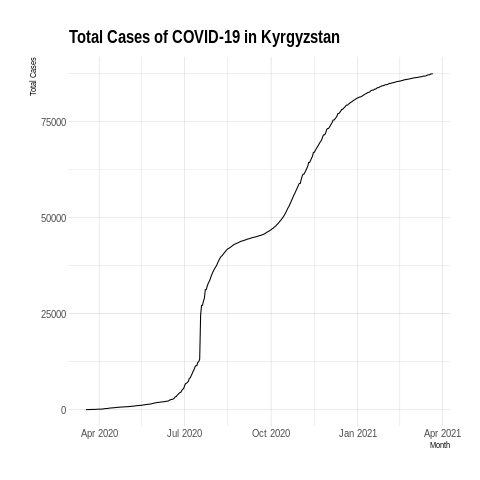 Total Cases of COVID-19 in Kyrgyzstan
Total Cases
75000
50000
25000
0
Apr 2020 Jul 2020 Oct 2020 Jan 2021 Apr 2021
Month